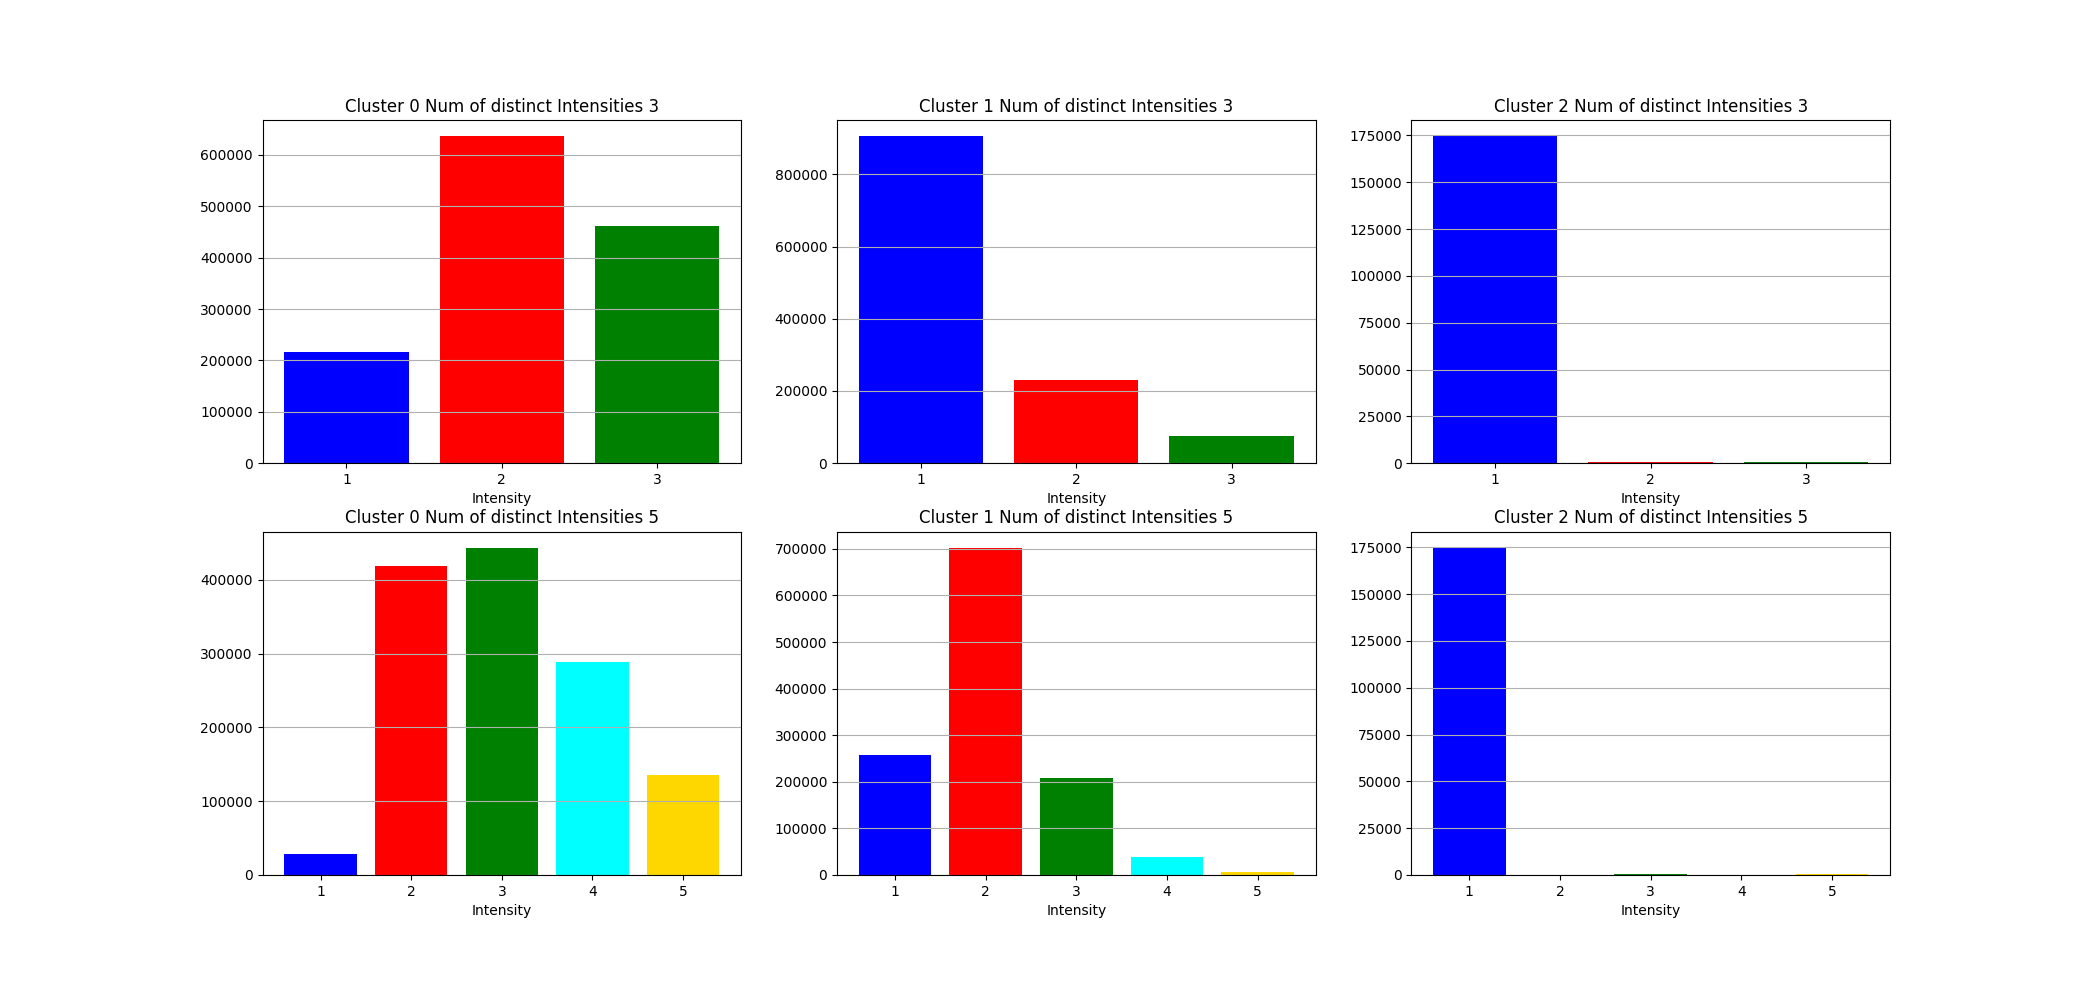 Cluster 0 Num of distinct Intensities 3
600000
500000
400000
300000
200000
100000
0
1 2 3
Intensity
Cluster 1 Num of distinct Intensities 3
800000
600000
400000
200000
0
1 2 3
Intensity
Cluster 2 Num of distinct Intensities 3
175000
150000
125000
100000
75000
50000
25000
0
1 2 3
Intensity
Cluster 0 Num of distinct Intensities 5
400000
300000
200000
100000
0
1 2 3 4 5
Intensity
Cluster 1 Num of distinct Intensities 5
700000
600000
500000
400000
300000
200000
100000
0
1 2 3 4 5
Intensity
Cluster 2 Num of distinct Intensities 5
175000
150000
125000
100000
75000
50000
25000
0
1 2 3 4 5
Intensity